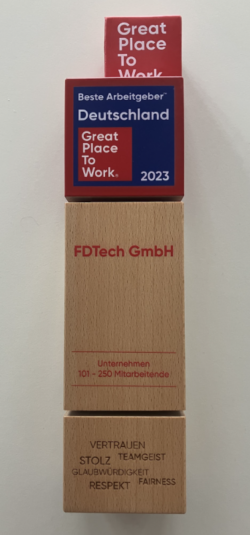 Great
Place
To
Work
Beste Arbeitgeber™
Deutschland
Great
Place
To
Work®
2023
FDTech GmbH
Unternehmen
101 - 250 Mitarbeitende
VERTRAUEN
STOLZ TEAMGEIST
GLAUBWÜRDIGKEIT
RESPEKT FAIRNESS